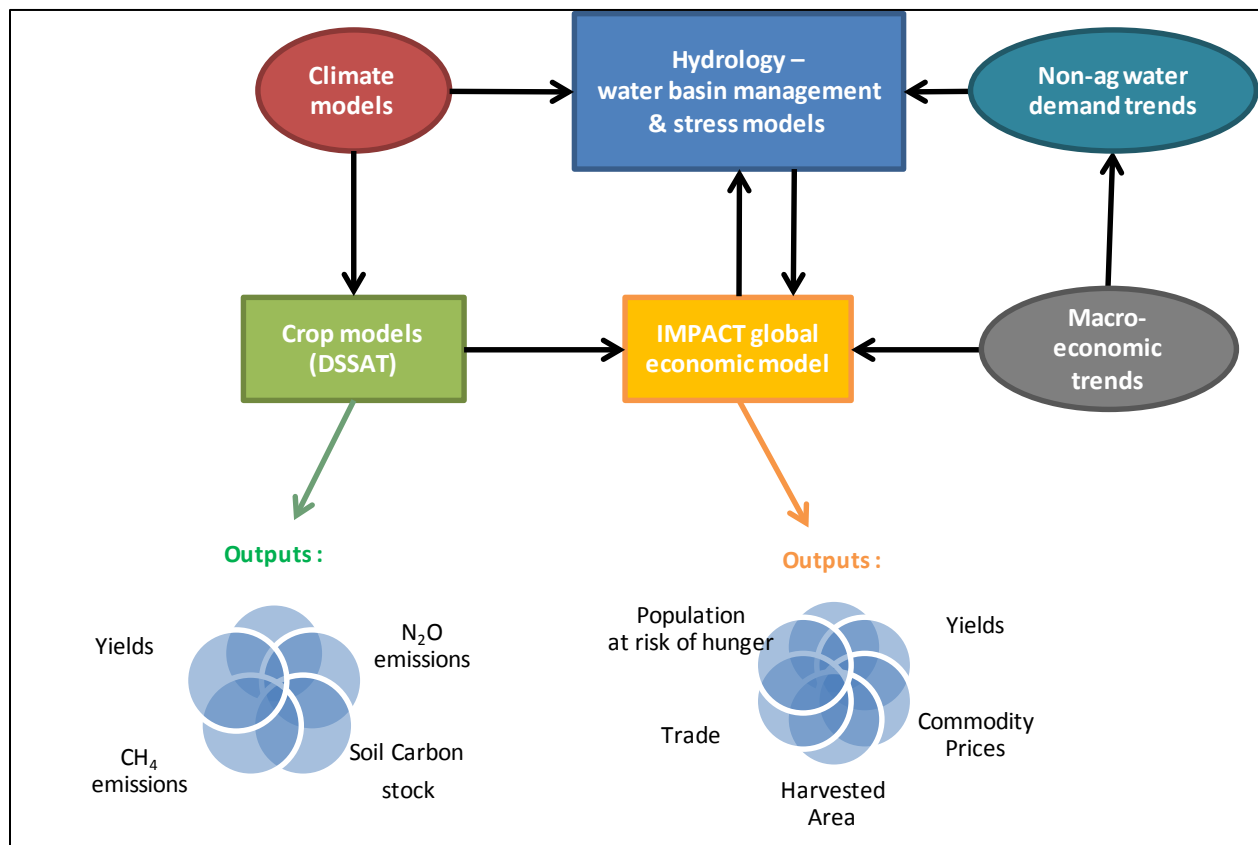 Climate
models
Hydrology –
water basin management
& stress models
Non-ag water
demand trends
Crop models
(DSSAT)
IMPACT global
economic model
Macro-
economic
trends
Outputs :
Yields
N₂O
emissions
CH₄
emissions
Soil Carbon
stock
Outputs :
Population
at risk of hunger
Yields
Trade
Commodity
Prices
Harvested
Area